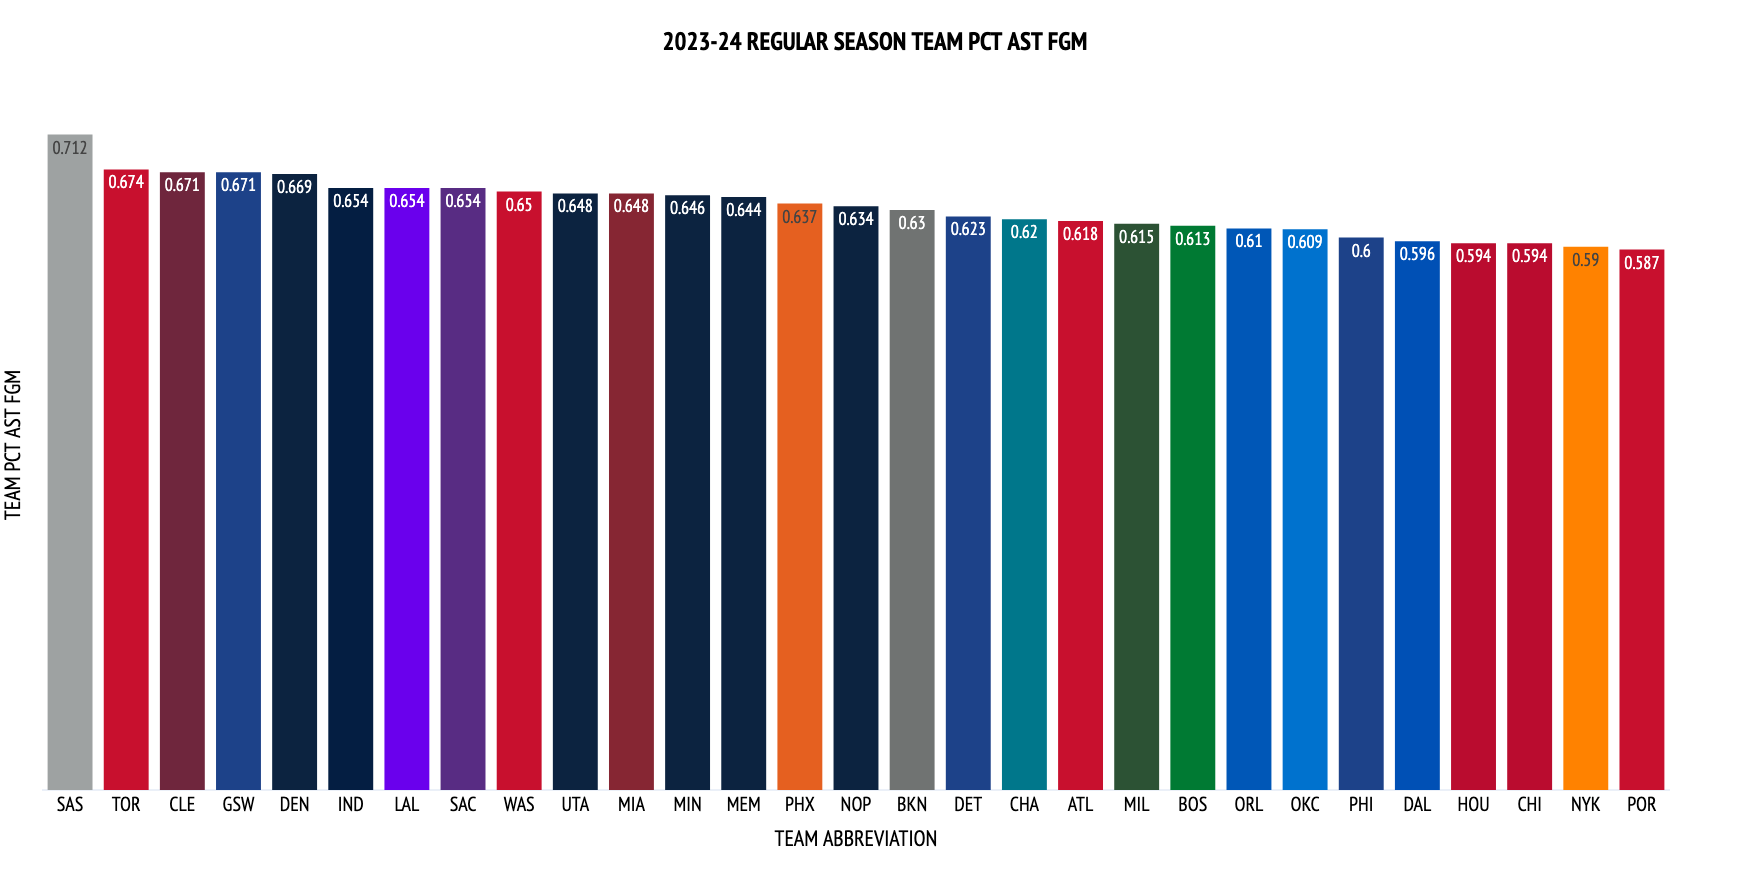 2023-24 REGULAR SEASON TEAM PCT AST FGM
TEAM PCT AST FGM
0.712 0.674 0.671 0.671 0.669 0.654 0.654 0.654 0.65 0.648 0.648 0.646 0.644 0.637 0.634 0.63 0.623 0.62 0.618 0.615 0.613 0.61 0.609 0.6 0.596 0.594 0.594 0.59 0.587
SAS TOR CLE GSW DEN IND LAL SAC WAS UTA MIA MIN MEM PHX NOP BKN DET CHA ATL MIL BOS ORL OKC PHI DAL HOU CHI NYK POR
TEAM ABBREVIATION